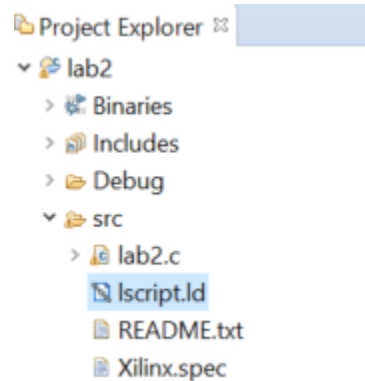 Project Explorer
lab2
Binaries
Includes
Debug
src
lab2.c
lscript.ld
README.txt
Xilinx.spec